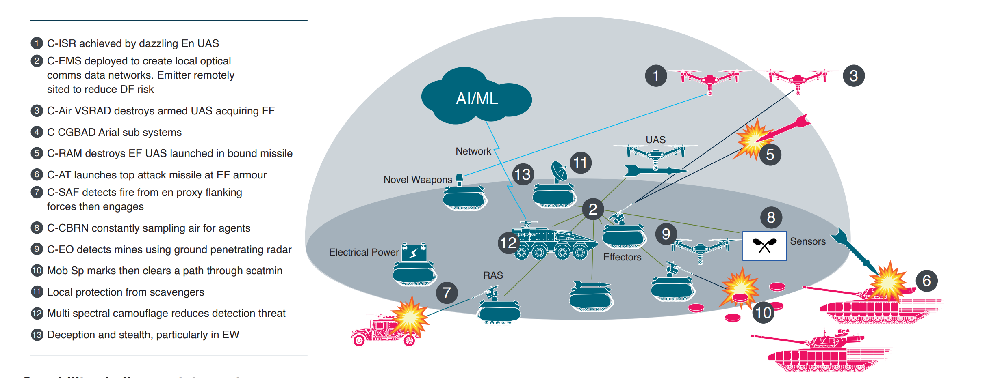 1 C-ISR achieved by dazzling En UAS
2 C-EMS deployed to create local optical
comms data networks. Emitter remotely
sited to reduce DF risk
3 C-Air VSRAD destroys armed UAS acquiring FF
4 C CGBAD Arial sub systems
5 C-RAM destroys EF UAS launched in bound missile
6 C-AT launches top attack missile at EF armour
7 C-SAF detects fire from en proxy flanking
forces then engages
8 C-CBRN constantly sampling air for agents
9 C-EO detects mines using ground penetrating radar
10 Mob Sp marks then clears a path through scatmin
11 Local protection from scavengers
12 Multi spectral camouflage reduces detection threat
13 Deception and stealth, particularly in EW
1
3
AI/ML
UAS
Network
5
11
13
Novel Weapons
2
8
9
12
Sensors
Electrical Power
Effectors
RAS
6
7
10